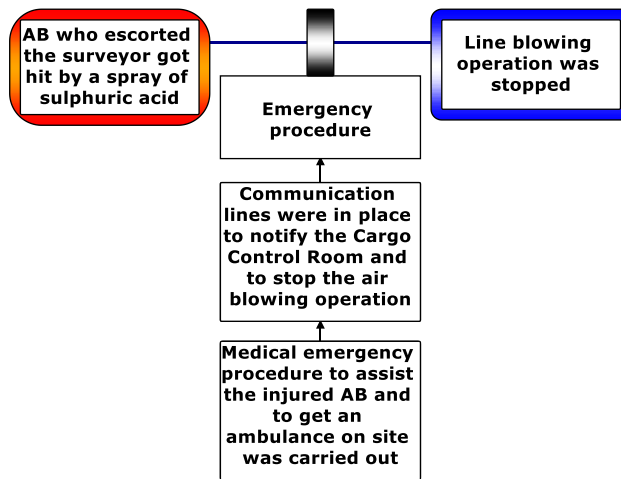 AB who escorted
the surveyor got
hit by a spray of
sulphuric acid
Line blowing
operation was
stopped
Emergency
procedure
Communication
lines were in place
to notify the Cargo
Control Room and
to stop the air
blowing operation
Medical emergency
procedure to assist
the injured AB and
to get an
ambulance on site
was carried out